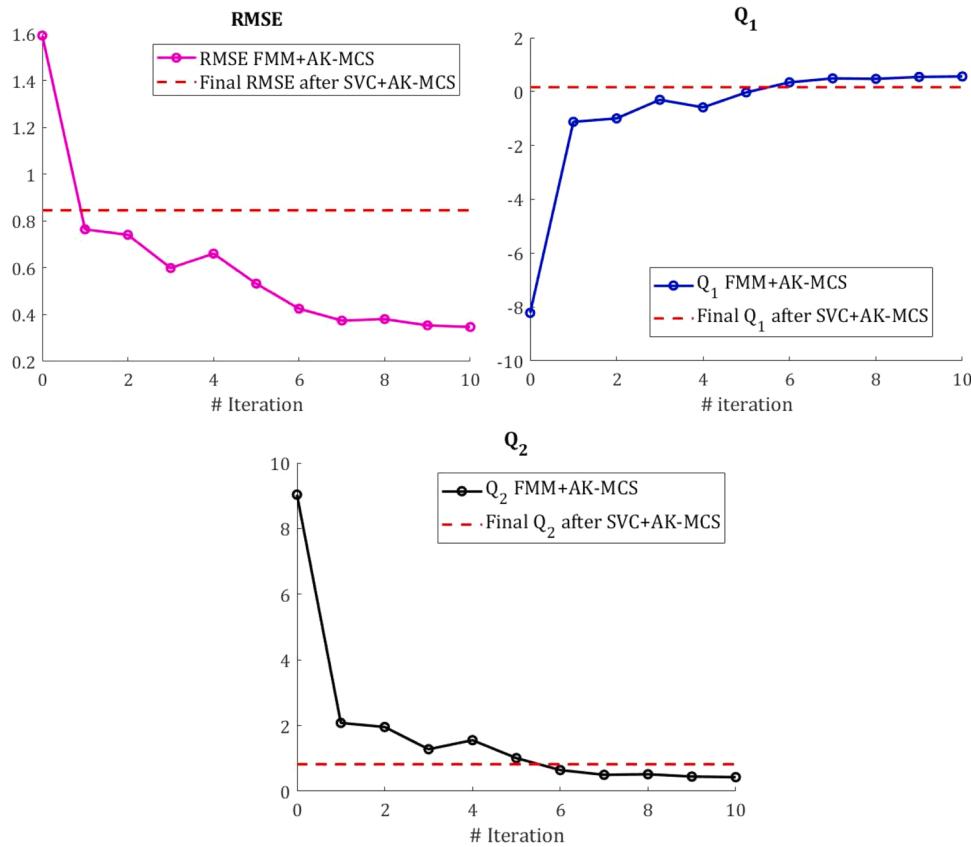 RMSE
1.6
1.4
1.2
1
0.8
0.6
0.4
0.2
0 2 4 6 8 10
# Iteration
RMSE FMM+AK-MCS
Final RMSE after SVC+AK-MCS
Q1
2
0
-2
-4
-6
-8
-10
0 2 4 6 8 10
# iteration
Q1 FMM+AK-MCS
Final Q1 after SVC+AK-MCS
Q2
10
8
6
4
2
0
0 2 4 6 8 10
# Iteration
Q2 FMM+AK-MCS
Final Q2 after SVC+AK-MCS